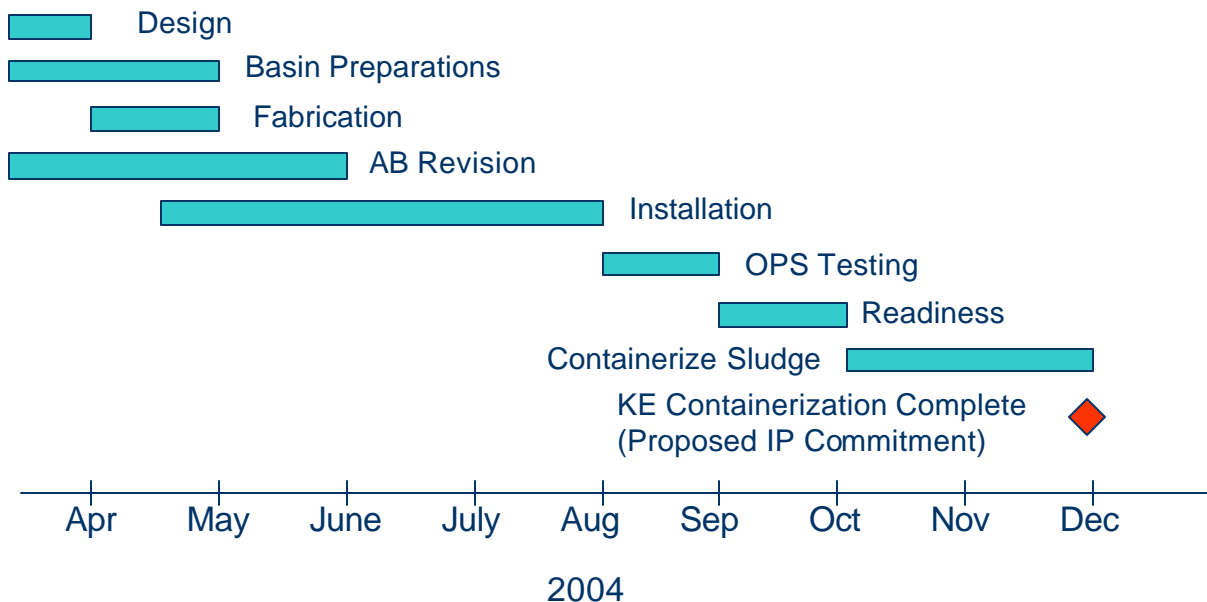 Design
Basin Preparations
Fabrication
AB Revision
Installation
OPS Testing
Readiness
Containerize Sludge
KE Containerization Complete
(Proposed IP Commitment)
Apr May June July Aug Sep Oct Nov Dec
2004